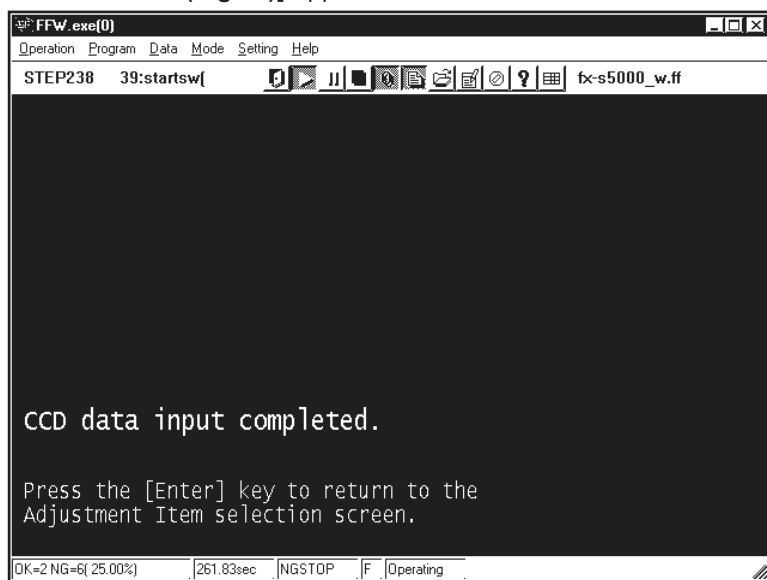 FFW.exe(0)
Operation Program Data Mode Setting Help
STEP238 39:startsw( fx-s5000_w.ff
CCD data input completed.
Press the [Enter] key to return to the
Adjustment Item selection screen.
OK=2 NG=6( 25.00%) 261.83sec NGSTOP F Operating